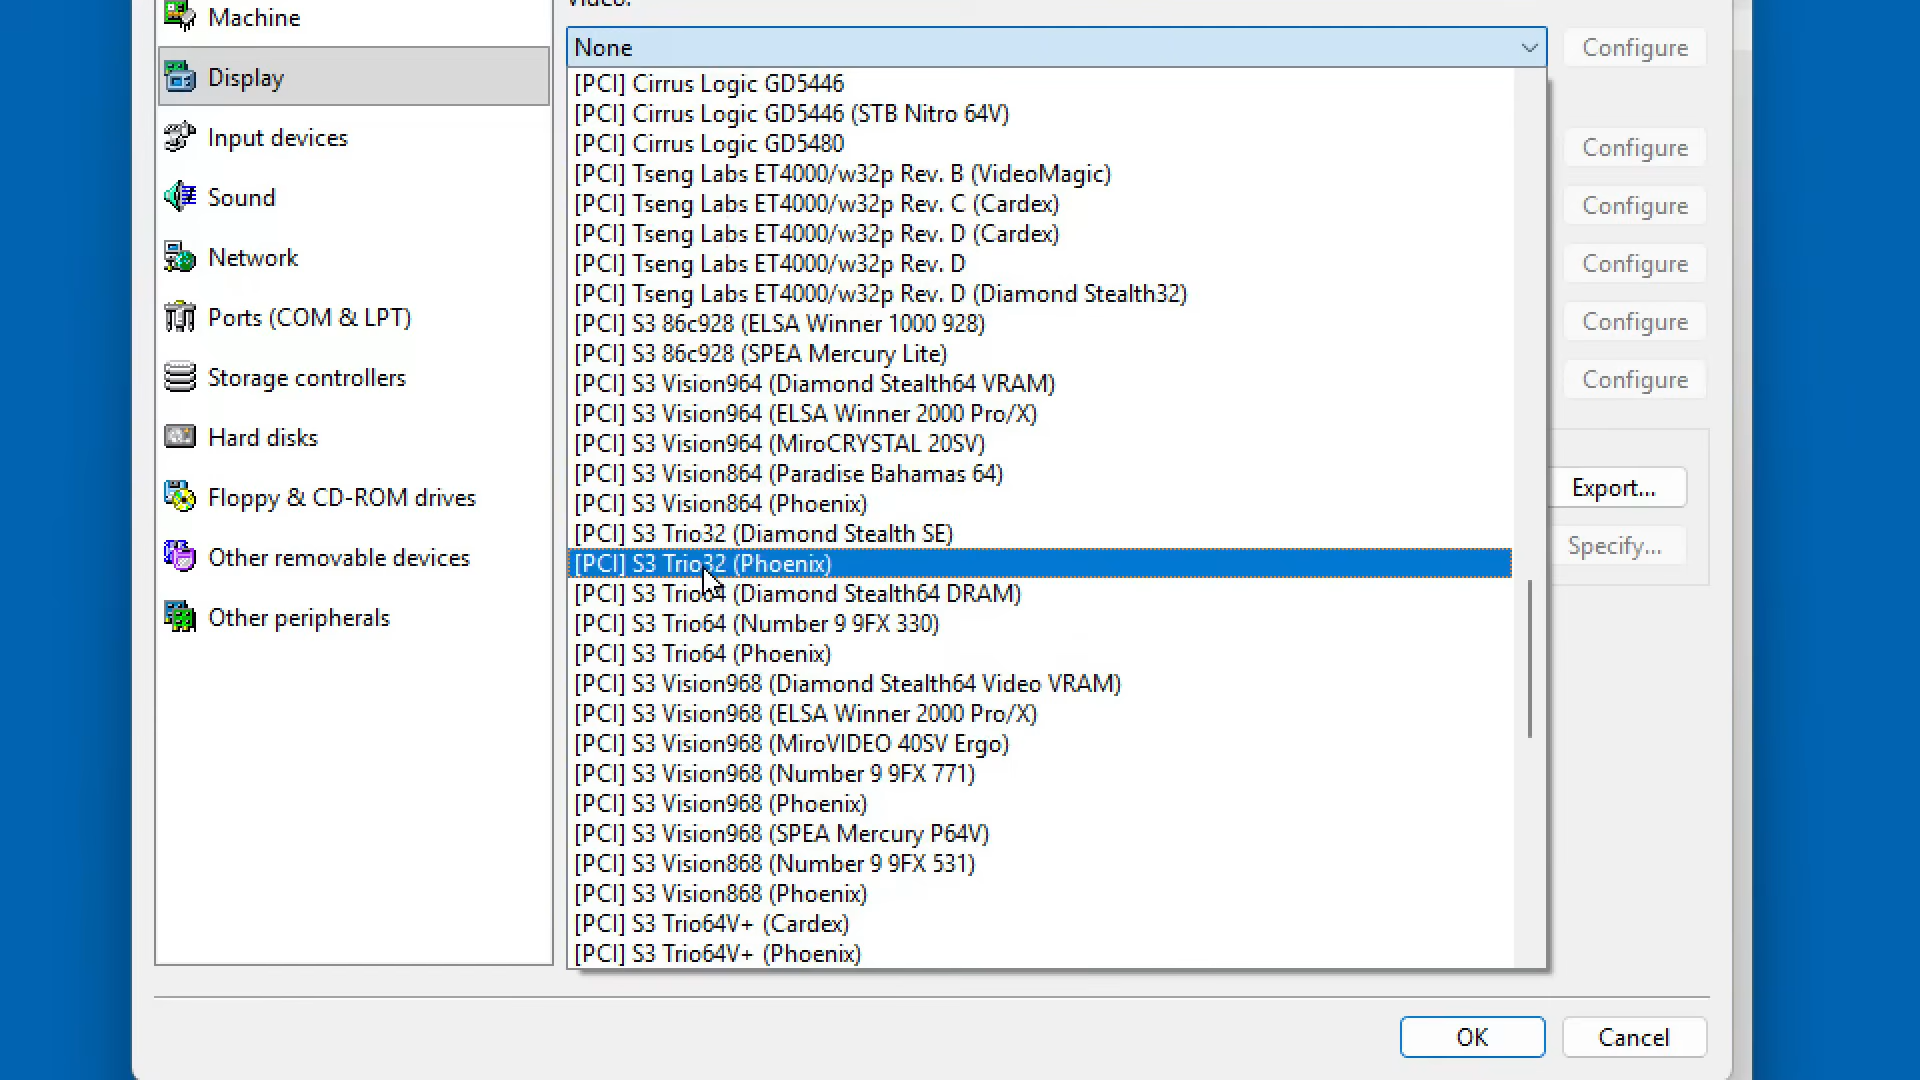 Machine
Display
Input devices
Sound
Network
Ports (COM & LPT)
Storage controllers
Hard disks
Floppy & CD-ROM drives
Other removable devices
Other peripherals
Video:
None
[PCI] Cirrus Logic GD5446
[PCI] Cirrus Logic GD5446 (STB Nitro 64V)
[PCI] Cirrus Logic GD5480
[PCI] Tseng Labs ET4000/w32p Rev. B (VideoMagic)
[PCI] Tseng Labs ET4000/w32p Rev. C (Cardex)
[PCI] Tseng Labs ET4000/w32p Rev. D (Cardex)
[PCI] Tseng Labs ET4000/w32p Rev. D
[PCI] Tseng Labs ET4000/w32p Rev. D (Diamond Stealth32)
[PCI] S3 86c928 (ELSA Winner 1000 928)
[PCI] S3 86c928 (SPEA Mercury Lite)
[PCI] S3 Vision964 (Diamond Stealth64 VRAM)
[PCI] S3 Vision964 (ELSA Winner 2000 Pro/X)
[PCI] S3 Vision964 (MiroCRYSTAL 20SV)
[PCI] S3 Vision864 (Paradise Bahamas 64)
[PCI] S3 Vision864 (Phoenix)
[PCI] S3 Trio32 (Diamond Stealth SE)
[PCI] S3 Trio32 (Phoenix)
[PCI] S3 Trio64 (Diamond Stealth64 DRAM)
[PCI] S3 Trio64 (Number 9 9FX 330)
[PCI] S3 Trio64 (Phoenix)
[PCI] S3 Vision968 (Diamond Stealth64 Video VRAM)
[PCI] S3 Vision968 (ELSA Winner 2000 Pro/X)
[PCI] S3 Vision968 (MiroVIDEO 40SV Ergo)
[PCI] S3 Vision968 (Number 9 9FX 771)
[PCI] S3 Vision968 (Phoenix)
[PCI] S3 Vision968 (SPEA Mercury P64V)
[PCI] S3 Vision868 (Number 9 9FX 531)
[PCI] S3 Vision868 (Phoenix)
[PCI] S3 Trio64V+ (Cardex)
[PCI] S3 Trio64V+ (Phoenix)
Configure
Configure
Configure
Configure
Configure
Configure
Export...
Specify...
OK
Cancel